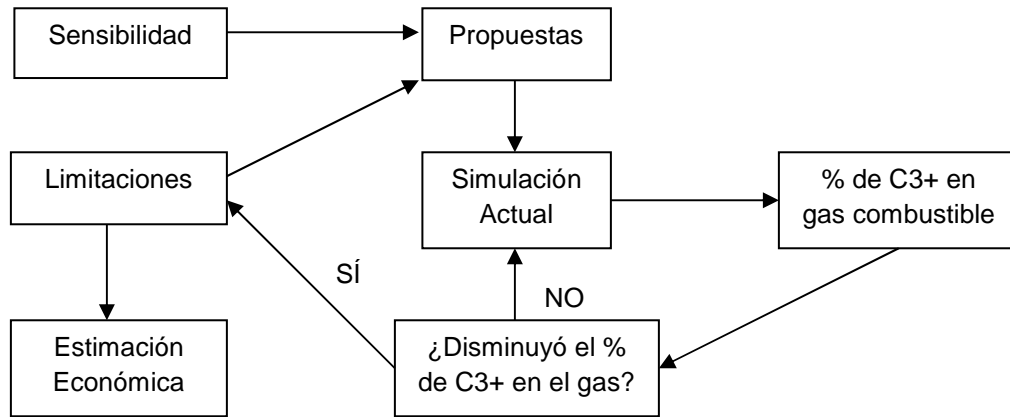 Sensibilidad
Propuestas
Limitaciones
Simulación
Actual
% de C3+ en
gas combustible
SÍ
NO
Estimación
Económica
¿Disminuyó el %
de C3+ en el gas?